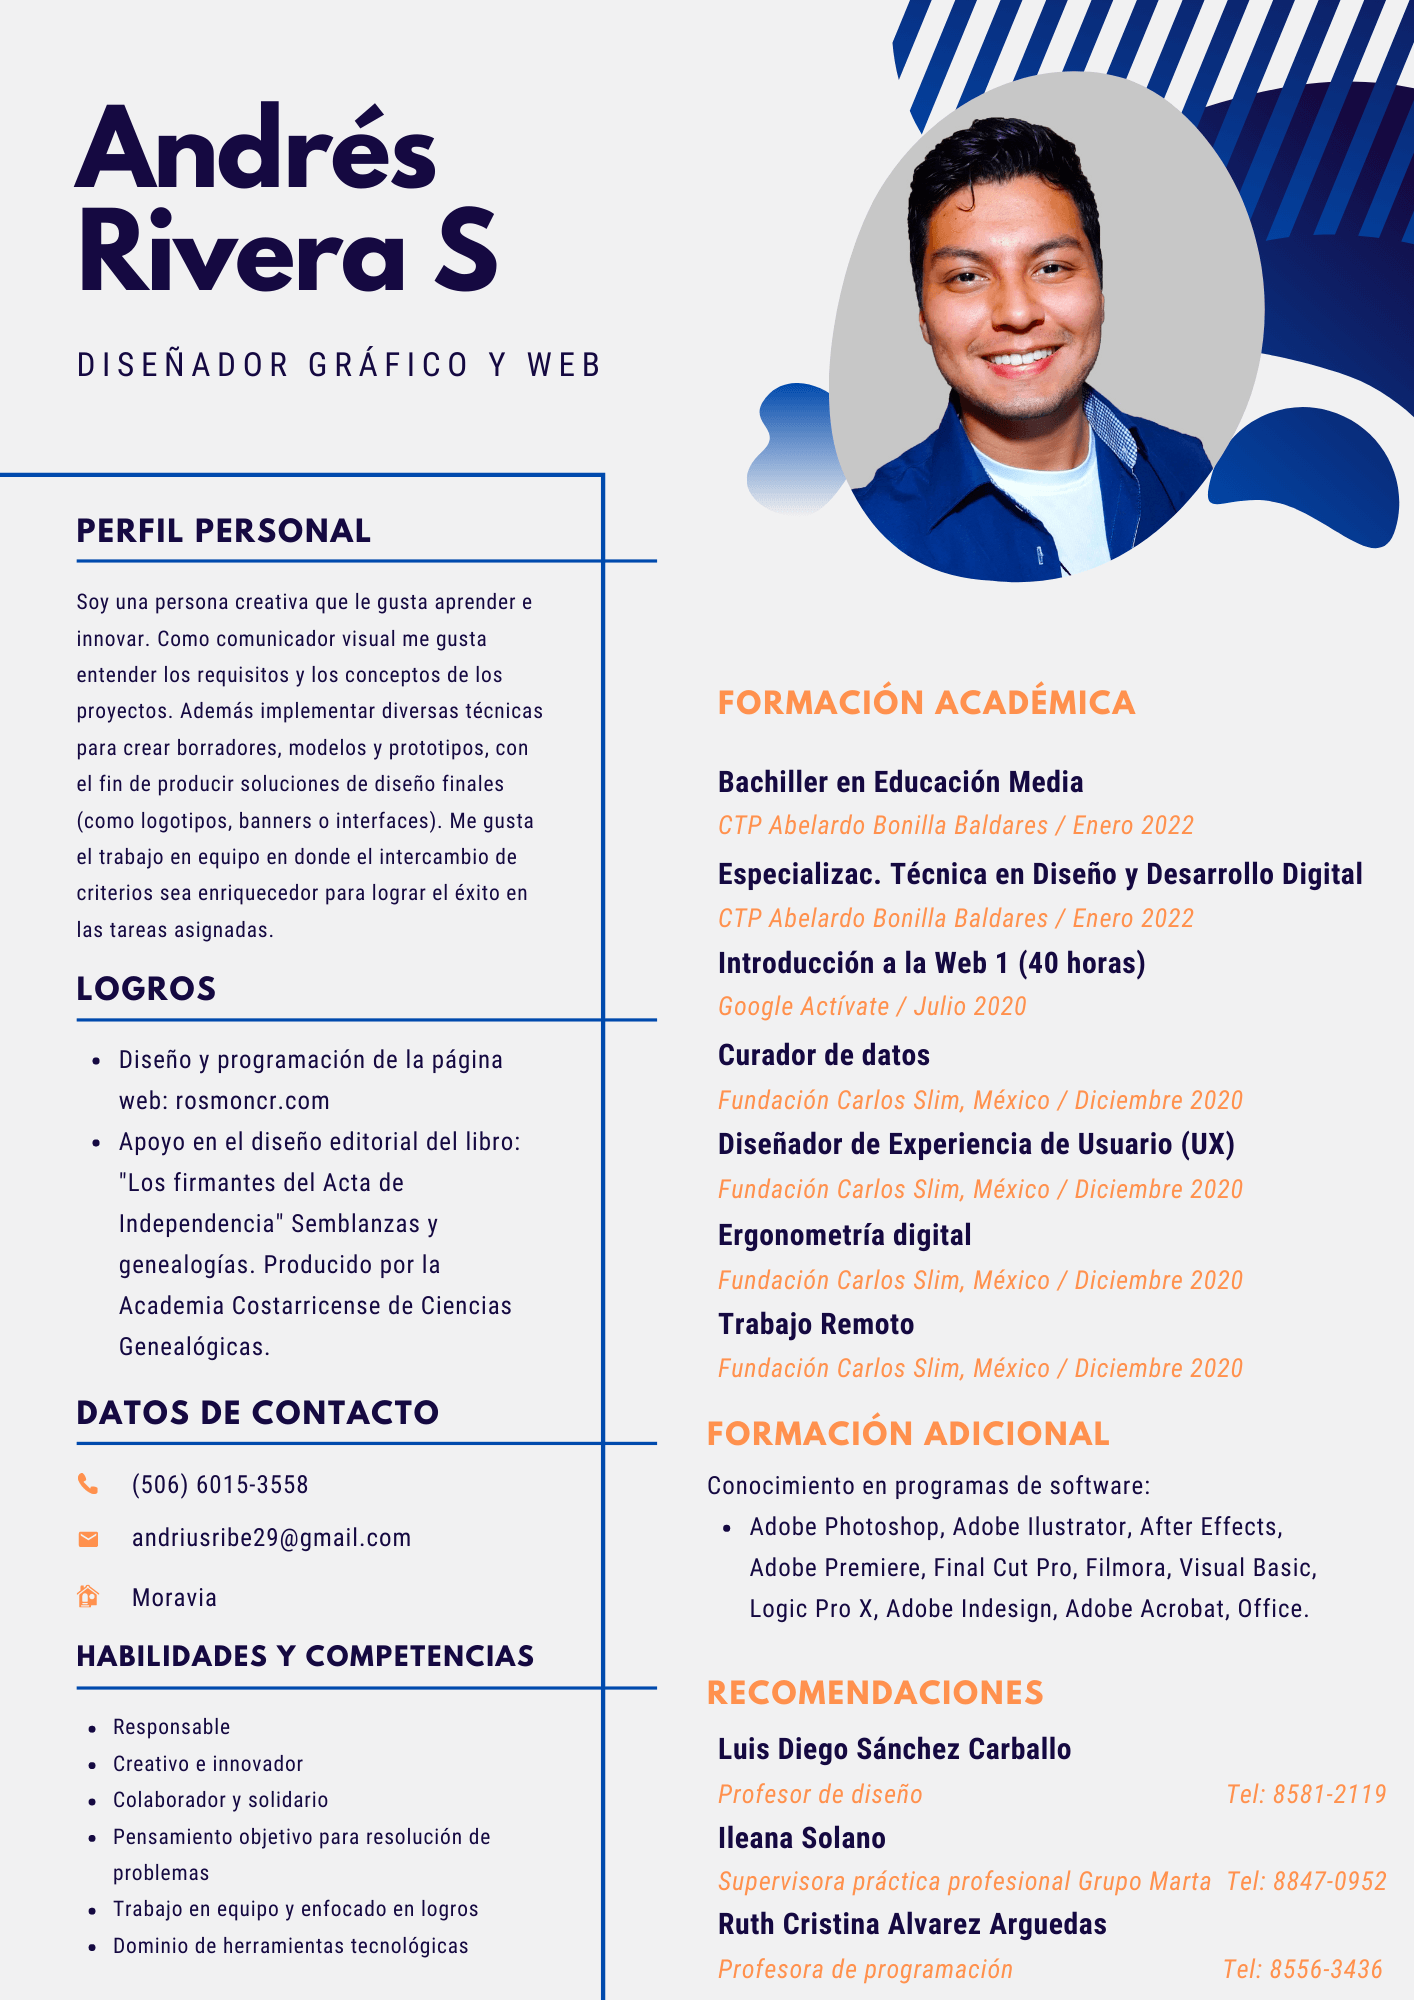 Andrés
Rivera S
DISEÑADOR GRÁFICO Y WEB
PERFIL PERSONAL
Soy una persona creativa que le gusta aprender e
innovar. Como comunicador visual me gusta
entender los requisitos y los conceptos de los
proyectos. Además implementar diversas técnicas
para crear borradores, modelos y prototipos, con
el fin de producir soluciones de diseño finales
(como logotipos, banners o interfaces). Me gusta
el trabajo en equipo en donde el intercambio de
criterios sea enriquecedor para lograr el éxito en
las tareas asignadas.
LOGROS
• Diseño y programación de la página
web: rosmoncr.com
• Apoyo en el diseño editorial del libro:
"Los firmantes del Acta de
Independencia" Semblanzas y
genealogías. Producido por la
Academia Costarricense de Ciencias
Genealógicas.
DATOS DE CONTACTO
(506) 6015-3558
andriusribe29@gmail.com
Moravia
HABILIDADES Y COMPETENCIAS
• Responsable
• Creativo e innovador
• Colaborador y solidario
• Pensamiento objetivo para resolución de
problemas
• Trabajo en equipo y enfocado en logros
• Dominio de herramientas tecnológicas
FORMACIÓN ACADÉMICA
Bachiller en Educación Media
CTP Abelardo Bonilla Baldares / Enero 2022
Especializac. Técnica en Diseño y Desarrollo Digital
CTP Abelardo Bonilla Baldares / Enero 2022
Introducción a la Web 1 (40 horas)
Google Actívate / Julio 2020
Curador de datos
Fundación Carlos Slim, México / Diciembre 2020
Diseñador de Experiencia de Usuario (UX)
Fundación Carlos Slim, México / Diciembre 2020
Ergonometría digital
Fundación Carlos Slim, México / Diciembre 2020
Trabajo Remoto
Fundación Carlos Slim, México / Diciembre 2020
FORMACIÓN ADICIONAL
Conocimiento en programas de software:
• Adobe Photoshop, Adobe Ilustrator, After Effects,
Adobe Premiere, Final Cut Pro, Filmora, Visual Basic,
Logic Pro X, Adobe Indesign, Adobe Acrobat, Office.
RECOMENDACIONES
Luis Diego Sánchez Carballo
Profesor de diseño Tel: 8581-2119
Ileana Solano
Supervisora práctica profesional Grupo Marta Tel: 8847-0952
Ruth Cristina Alvarez Arguedas
Profesora de programación Tel: 8556-3436